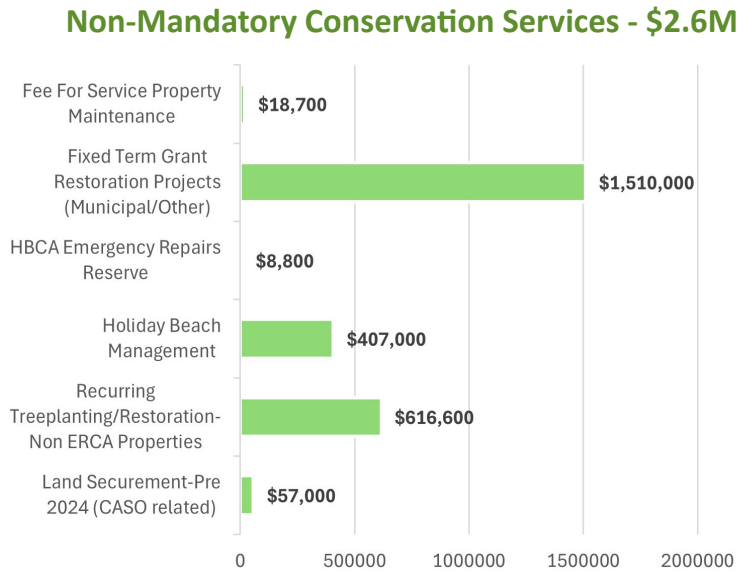 Non-Mandatory Conservation Services - $2.6M
Fee For Service Property
Maintenance
$18,700
Fixed Term Grant
Restoration Projects
(Municipal/Other)
$1,510,000
HBCA Emergency Repairs
Reserve
$8,800
Holiday Beach
Management
$407,000
Recurring
Treeplanting/Restoration-
Non ERCA Properties
$616,600
Land Securement-Pre
2024 (CASO related)
$57,000
0 500000 1000000 1500000 2000000